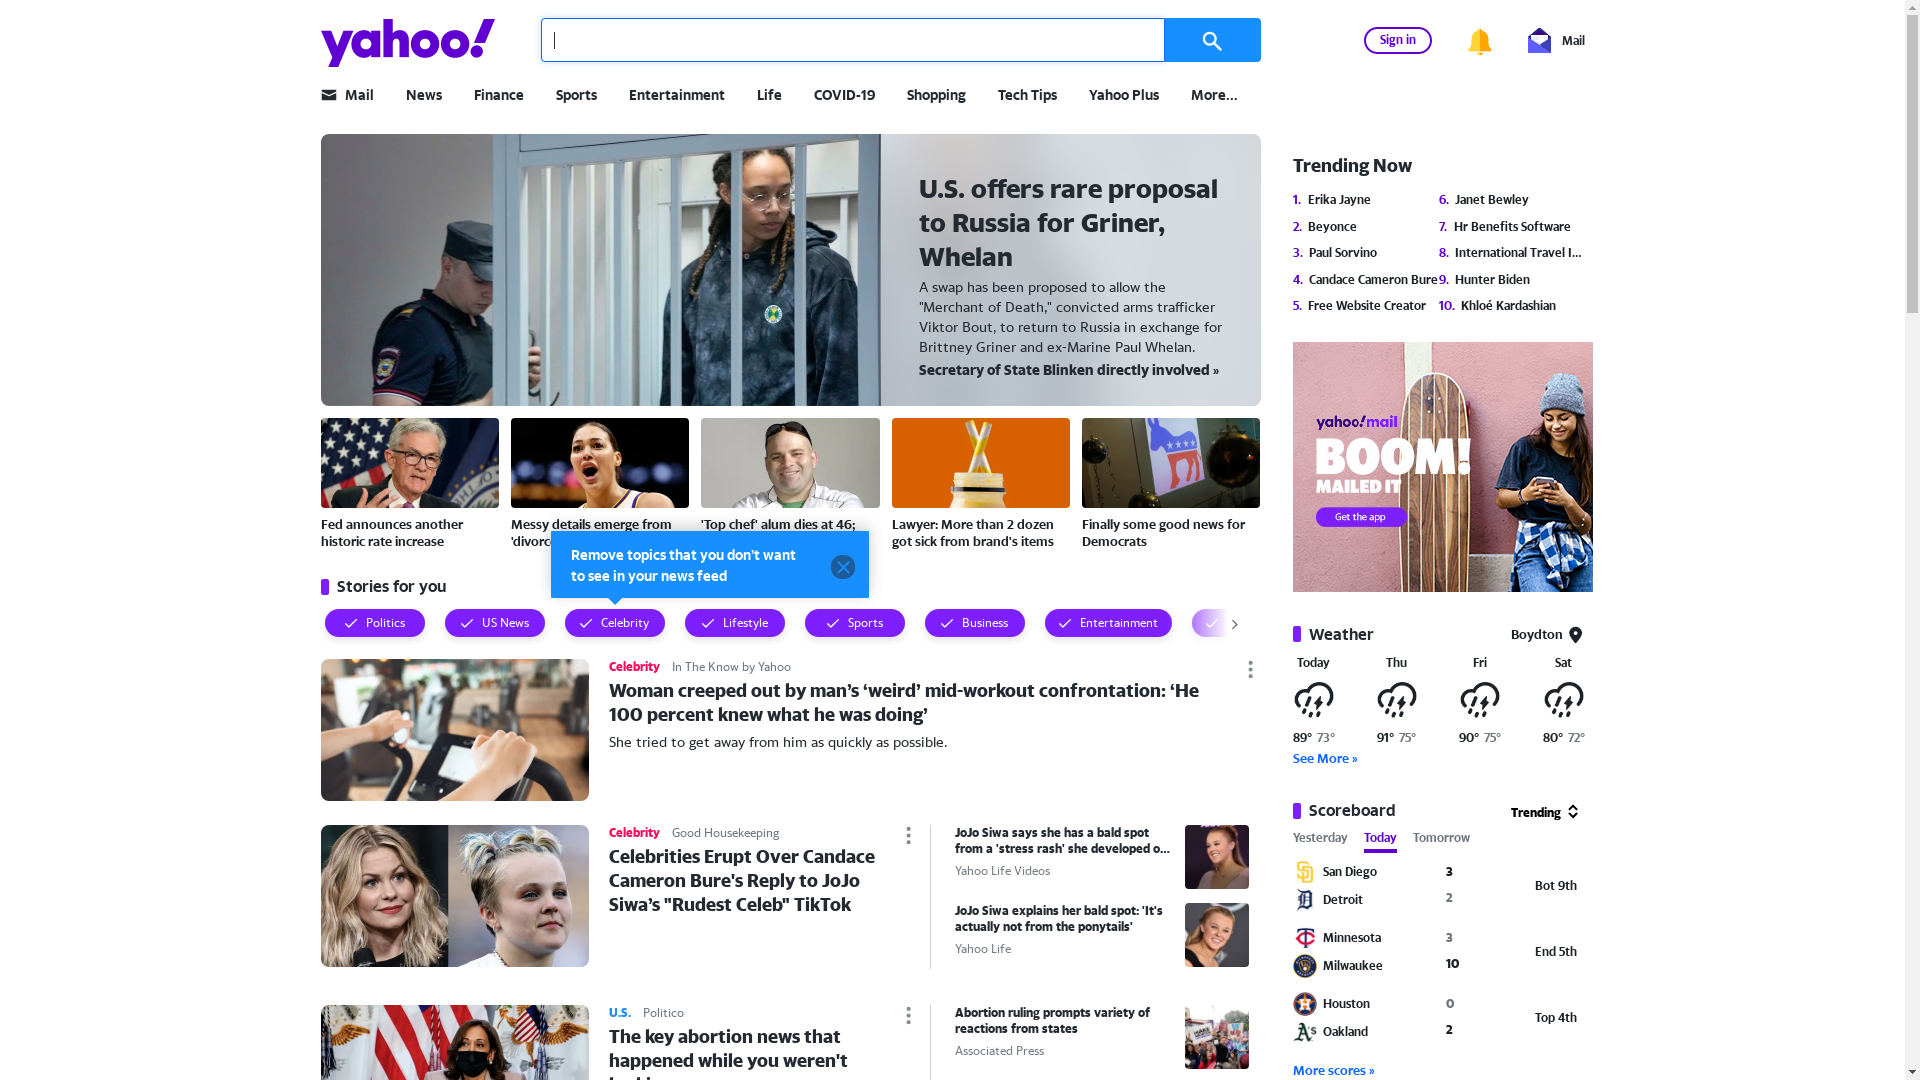 yahoo!
Sign in
Mail
Mail
News
Finance
Sports
Entertainment
Life
COVID-19
Shopping
Tech Tips
Yahoo Plus
More...
U.S. offers rare proposal
to Russia for Griner,
Whelan
A swap has been proposed to allow the
"Merchant of Death," convicted arms trafficker
Viktor Bout, to return to Russia in exchange for
Brittney Griner and ex-Marine Paul Whelan.
Secretary of State Blinken directly involved »
Fed announces another
historic rate increase
Messy details emerge from
'Top chef' alum dies at 46;
Lawyer: More than 2 dozen
got sick from brand's items
Finally some good news for
Democrats
Remove topics that you don't want
to see in your news feed
Stories for you
Politics
US News
Celebrity
Lifestyle
Sports
Business
Entertainment
Celebrity In The Know by Yahoo
Woman creeped out by man’s ‘weird’ mid-workout confrontation: ‘He
100 percent knew what he was doing’
She tried to get away from him as quickly as possible.
Celebrity Good Housekeeping
Celebrities Erupt Over Candace
Cameron Bure's Reply to JoJo
Siwa’s "Rudest Celeb" TikTok
JoJo Siwa says she has a bald spot
from a 'stress rash' she developed o...
Yahoo Life Videos
JoJo Siwa explains her bald spot: 'It's
actually not from the ponytails'
Yahoo Life
U.S. Politico
The key abortion news that
happened while you weren't
Abortion ruling prompts variety of
reactions from states
Associated Press
Trending Now
1. Erika Jayne
2. Beyonce
3. Paul Sorvino
4. Candace Cameron Bure
5. Free Website Creator
6. Janet Bewley
7. Hr Benefits Software
8. International Travel I...
9. Hunter Biden
10. Khloé Kardashian
yahoo!mail
BOOM!
MAILED IT
Get the app
Weather
Boydton
Today Thu Fri Sat
89° 73° 91° 75° 90° 75° 80° 72°
See More »
Scoreboard
Trending
Yesterday Today Tomorrow
San Diego 3
Detroit 2
Bot 9th
Minnesota 3
Milwaukee 10
End 5th
Houston 0
Oakland 2
Top 4th
More scores »